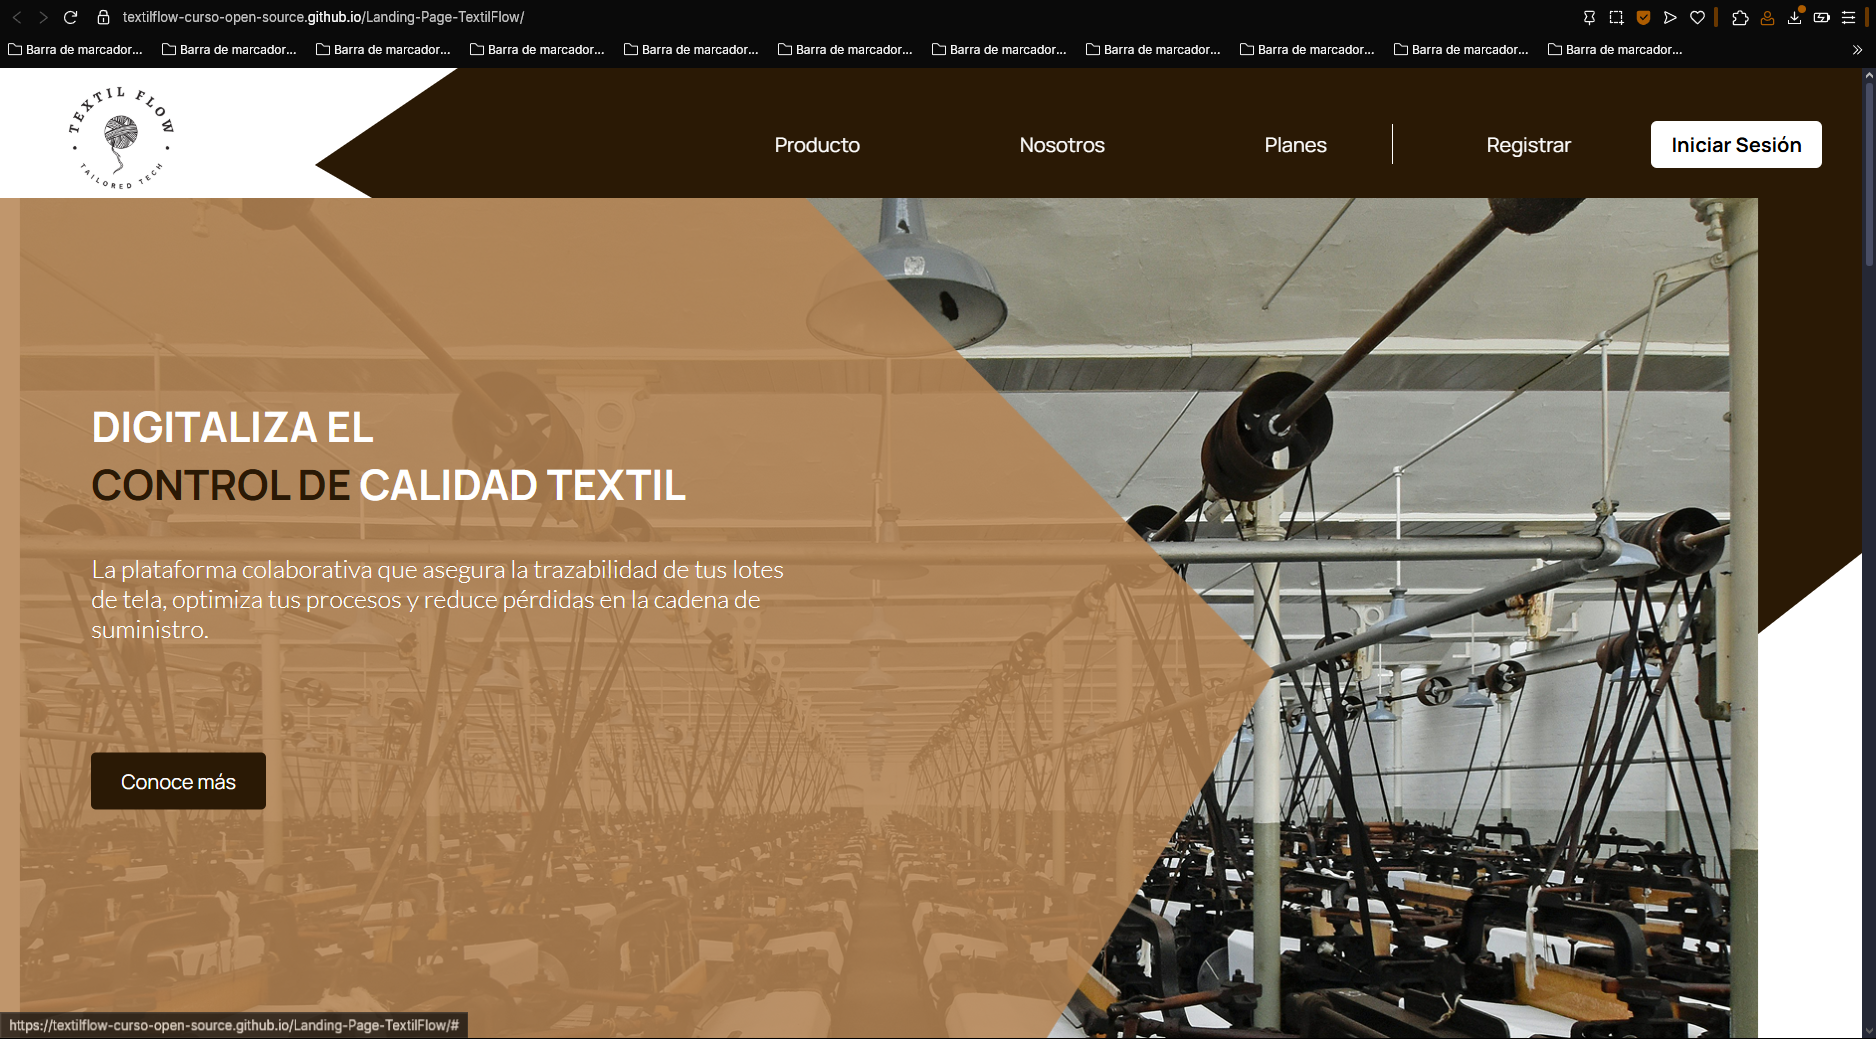 textilflow-curso-open-source.github.io/Landing-Page-TextilFlow/
Barra de marcador... Barra de marcador... Barra de marcador... Barra de marcador... Barra de marcador... Barra de marcador... Barra de marcador... Barra de marcador... Barra de marcador... Barra de marcador... Barra de marcador...
TEXTIL FLOW
TAILORED TECH
Producto Nosotros Planes Registrar Iniciar Sesión
DIGITALIZA EL
CONTROL DE CALIDAD TEXTIL
La plataforma colaborativa que asegura la trazabilidad de tus lotes
de tela, optimiza tus procesos y reduce pérdidas en la cadena de
suministro.
Conoce más
https://textilflow-curso-open-source.github.io/Landing-Page-TextilFlow/#